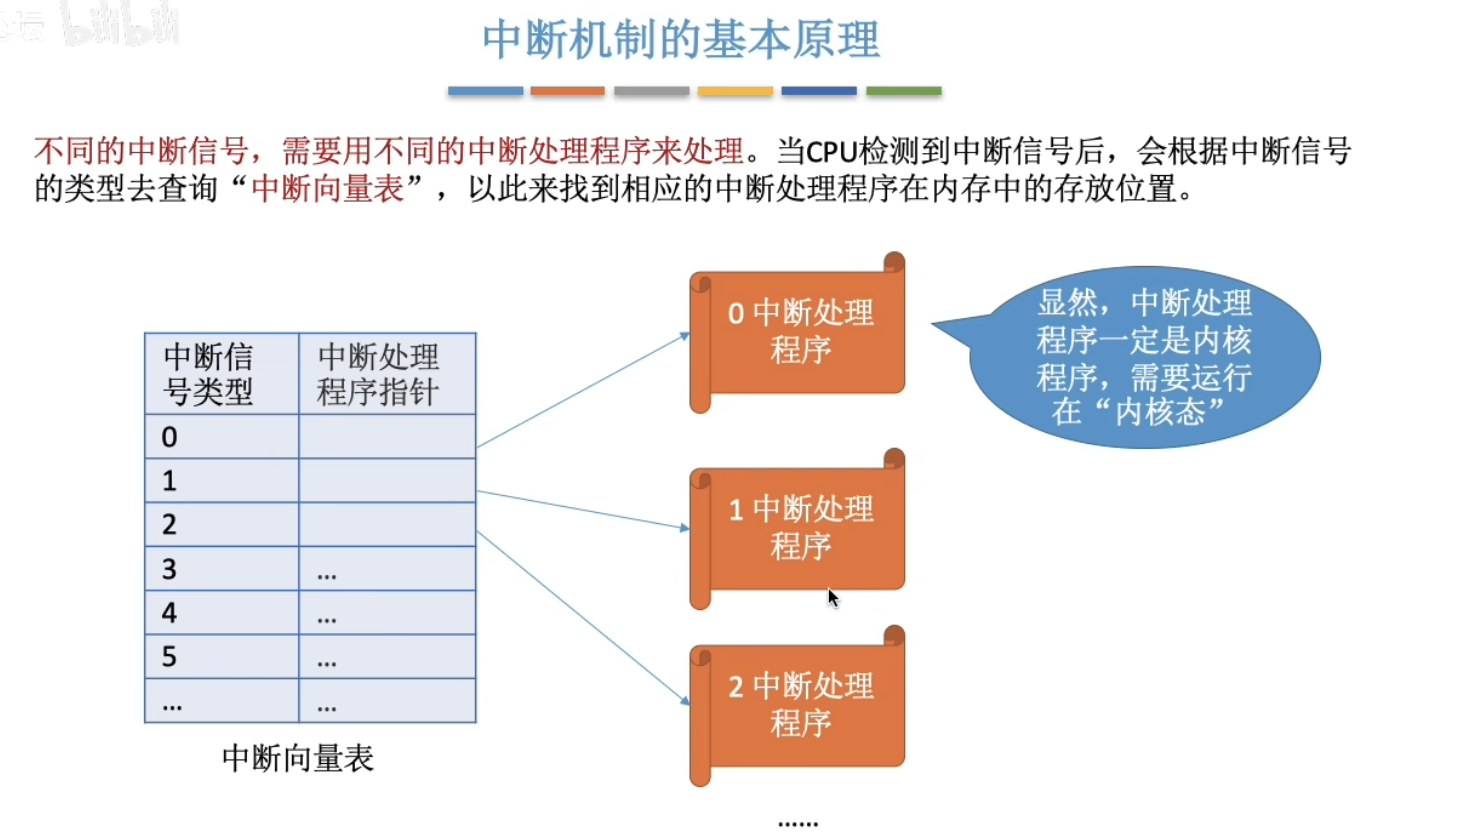 论坛 bilibili
中断机制的基本原理
不同的中断信号，需要用不同的中断处理程序来处理。当CPU检测到中断信号后，会根据中断信号
的类型去查询“中断向量表”，以此来找到相应的中断处理程序在内存中的存放位置。
中断信
号类型
中断处理
程序指针
0
1
2
3 ...
4 ...
5 ...
... ...
中断向量表
0 中断处理
程序
1 中断处理
程序
2 中断处理
程序
......
显然，中断处理
程序一定是内核
程序，需要运行
在“内核态”